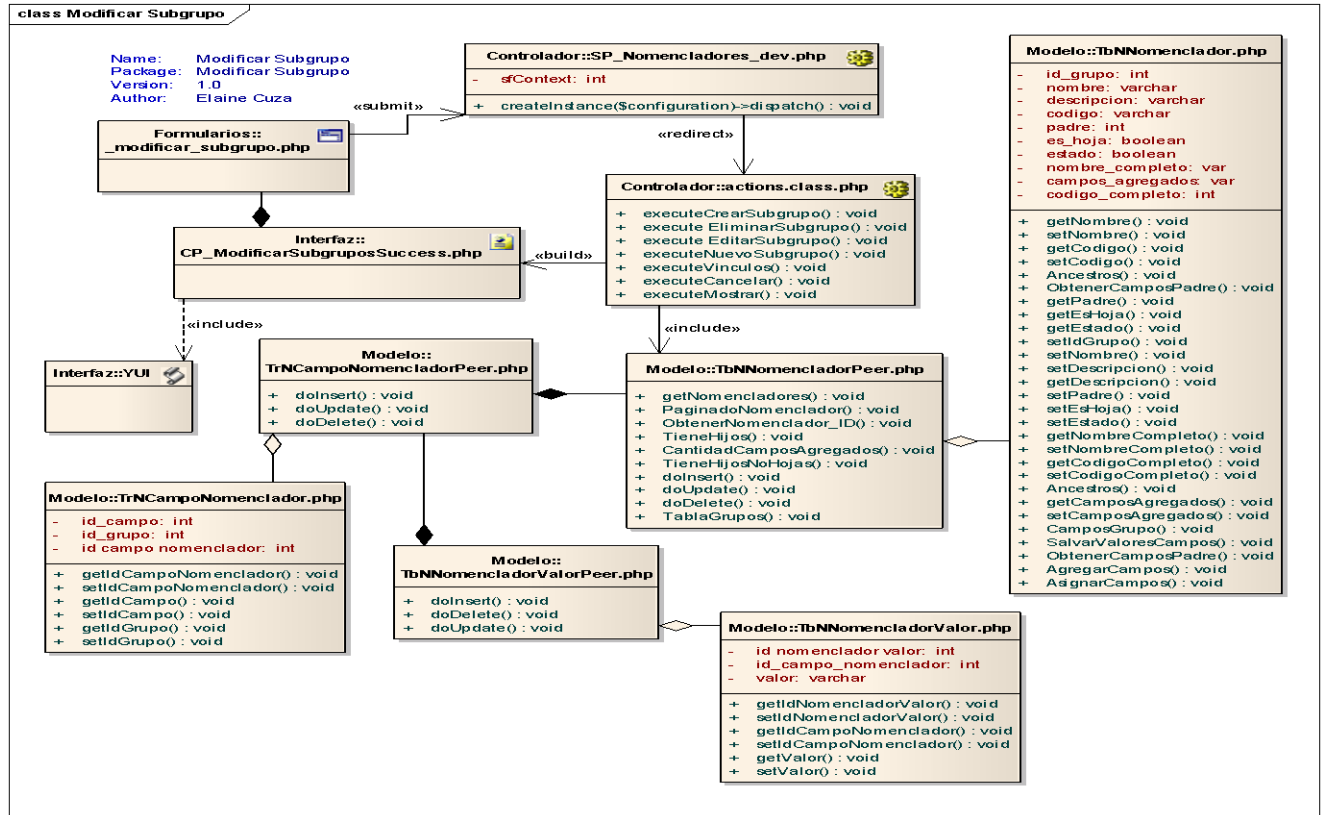 class Modificar Subgrupo
Name: Modificar Subgrupo
Package: Modificar Subgrupo
Version: 1.0
Author: Elaine Cuza
Controlador::SP_Nomencladores_dev.php
- sfContext: int
+ createInstance($configuration)->dispatch() : void
«submit»
«redirect»
Formularios::
_modificar_subgrupo.php
Controlador::actions.class.php
+ executeCrearSubgrupo() : void
+ execute EliminarSubgrupo() : void
+ execute EditarSubgrupo() : void
+ executeNuevoSubgrupo() : void
+ executeVinculos() : void
+ executeCancelar() : void
+ executeMostrar() : void
Interfaz::
CP_ModificarSubgruposSuccess.php
«build»
«include»
«include»
Interfaz::YUI
Modelo::
TrNCampoNomencladorPeer.php
+ doInsert() : void
+ doUpdate() : void
+ doDelete() : void
Modelo::TbNNomencladorPeer.php
+ getNomencladores() : void
+ PaginadoNomenclador() : void
+ ObtenerNomenclador_ID() : void
+ TieneHijos() : void
+ CantidadCamposAgregados() : void
+ TieneHijosNoHojas() : void
+ doInsert() : void
+ doUpdate() : void
+ doDelete() : void
+ TablaGrupos() : void
Modelo::TbNNomenclador.php
- id_grupo: int
- nombre: varchar
- descripcion: varchar
- codigo: varchar
- padre: int
- es_hoja: boolean
- estado: boolean
- nombre_completo: var
- campos_agregados: var
- codigo_completo: int
+ getNombre() : void
+ setNombre() : void
+ getCodigo() : void
+ setCodigo() : void
+ Ancestros() : void
+ ObtenerCamposPadre() : void
+ getPadre() : void
+ getEsHoja() : void
+ getEstado() : void
+ setIdGrupo() : void
+ setNombre() : void
+ setDescripcion() : void
+ getDescripcion() : void
+ setPadre() : void
+ setEsHoja() : void
+ setEstado() : void
+ getNombreCompleto() : void
+ setNombreCompleto() : void
+ getCodigoCompleto() : void
+ setCodigoCompleto() : void
+ Ancestros() : void
+ getCamposAgregados() : void
+ setCamposAgregados() : void
+ CamposGrupo() : void
+ SalvarValoresCampos() : void
+ ObtenerCamposPadre() : void
+ AgregarCampos() : void
+ AsignarCampos() : void
Modelo::TrNCampoNomenclador.php
- id_campo: int
- id_grupo: int
- id campo nomenclador: int
+ getIdCampoNomenclador() : void
+ setIdCampoNomenclador() : void
+ getIdCampo() : void
+ setIdCampo() : void
+ getIdGrupo() : void
+ setIdGrupo() : void
Modelo::
TbNNomencladorValorPeer.php
+ doInsert() : void
+ doDelete() : void
+ doUpdate() : void
Modelo::TbNNomencladorValor.php
- id nomenclador valor: int
- id_campo_nomenclador: int
- valor: varchar
+ getIdNomencladorValor() : void
+ setIdNomencladorValor() : void
+ getIdCampoNomenclador() : void
+ setIdCampoNomenclador() : void
+ getValor() : void
+ setValor() : void